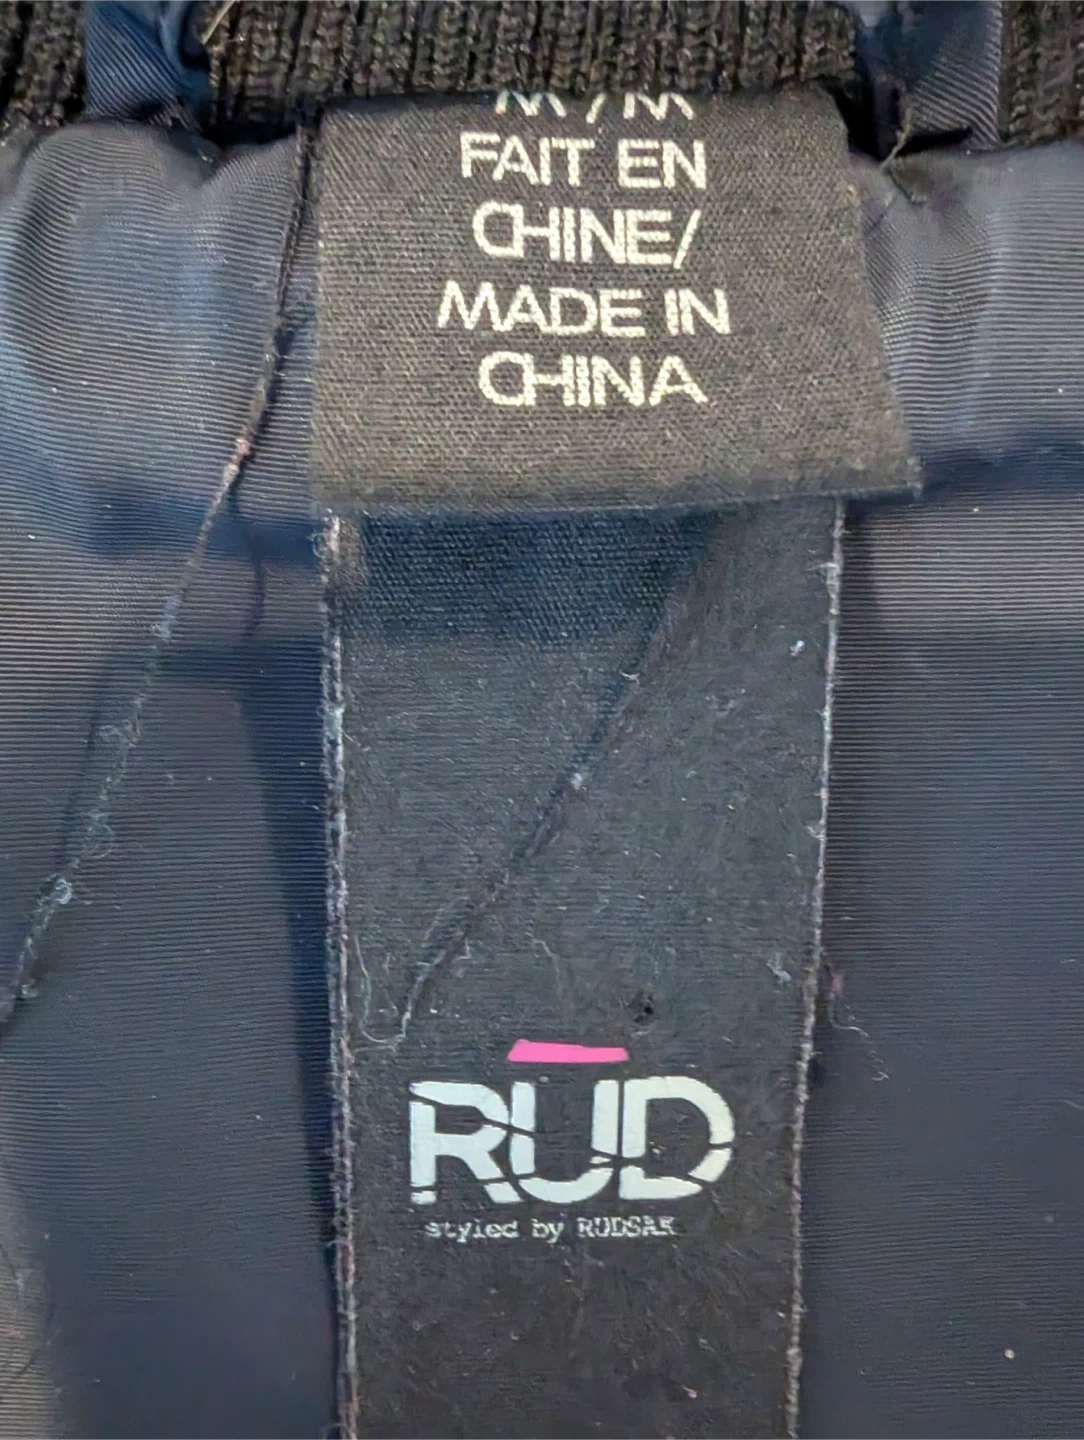 M / M
FAIT EN
CHINE/
MADE IN
CHINA
RUD
styled by RUDSAK